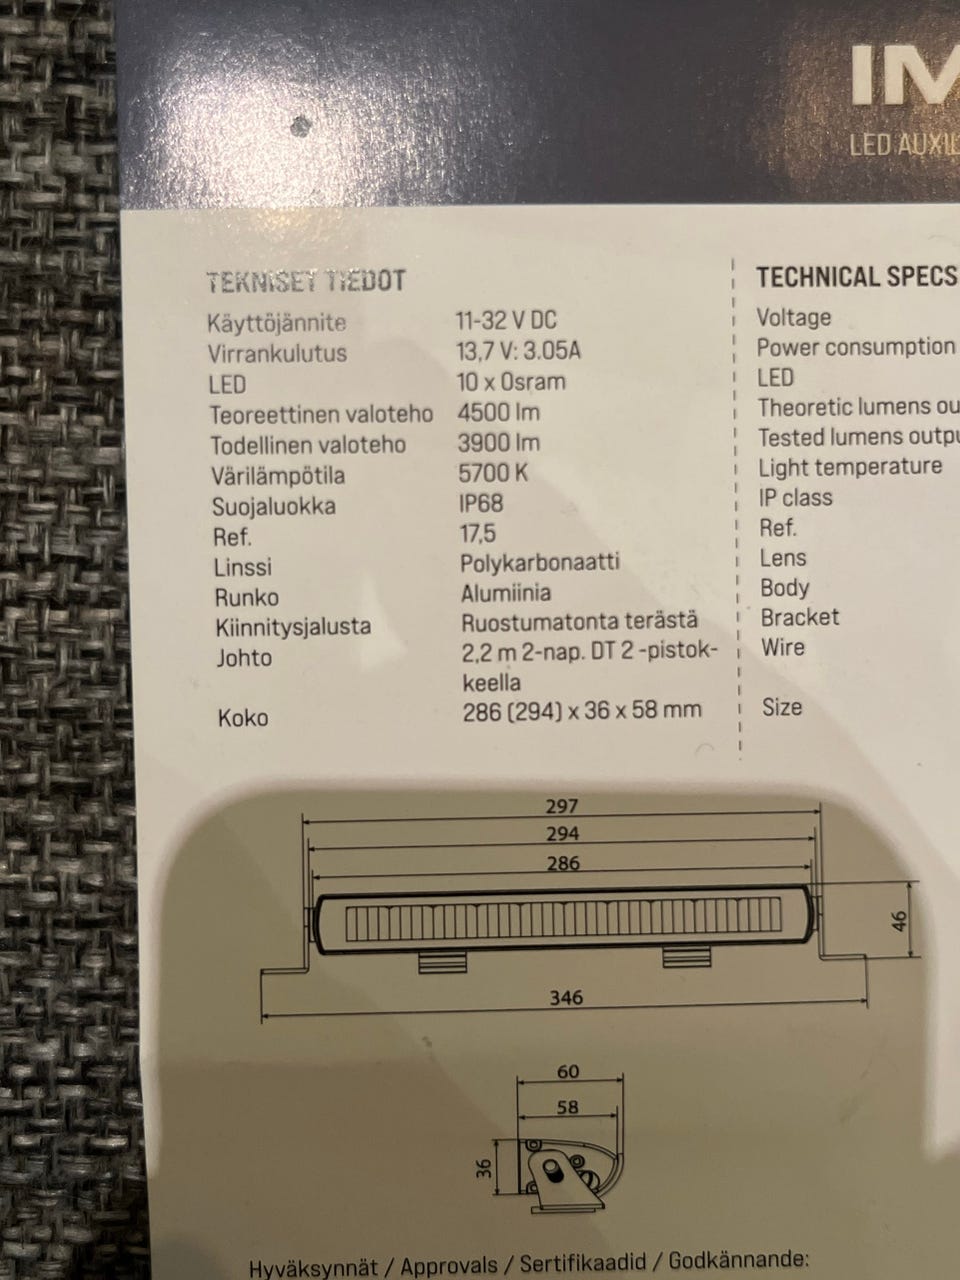 IM
LED AUXIL
TEKNISET TIEDOT
Käyttöjännite 11-32 V DC
Virrankulutus 13,7 V: 3.05A
LED 10 x Osram
Teoreettinen valoteho 4500 lm
Todellinen valoteho 3900 lm
Värilämpötila 5700 K
Suojaluokka IP68
Ref. 17,5
Linssi Polykarbonaatti
Runko Alumiinia
Kiinnitysjalusta Ruostumatonta terästä
Johto 2,2 m 2-nap. DT 2 -pistok-
keella
Koko 286 (294) x 36 x 58 mm
TECHNICAL SPECS
Voltage
Power consumption
LED
Theoretic lumens ou
Tested lumens outpu
Light temperature
IP class
Ref.
Lens
Body
Bracket
Wire
Size
297
294
286
46
346
60
58
36
Hyväksynnät / Approvals / Sertifikaadid / Godkännande: